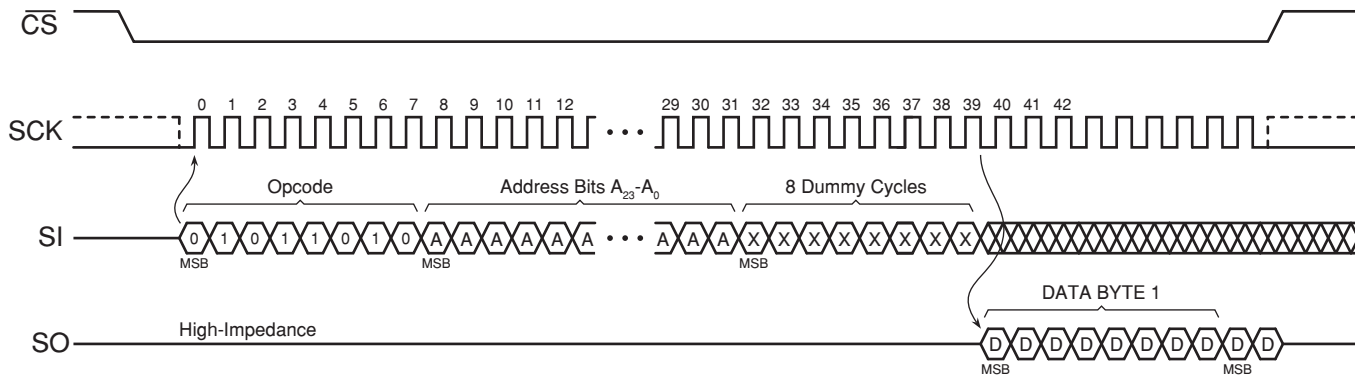 CS
0 1 2 3 4 5 6 7 8 9 10 11 12 29 30 31 32 33 34 35 36 37 38 39 40 41 42
SCK
Opcode Address Bits A23-A0 8 Dummy Cycles
SI 0 1 0 1 1 0 1 0 A A A A A A A A A X X X X X X X X
MSB MSB MSB
DATA BYTE 1
High-Impedance
SO D D D D D D D D D D
MSB MSB